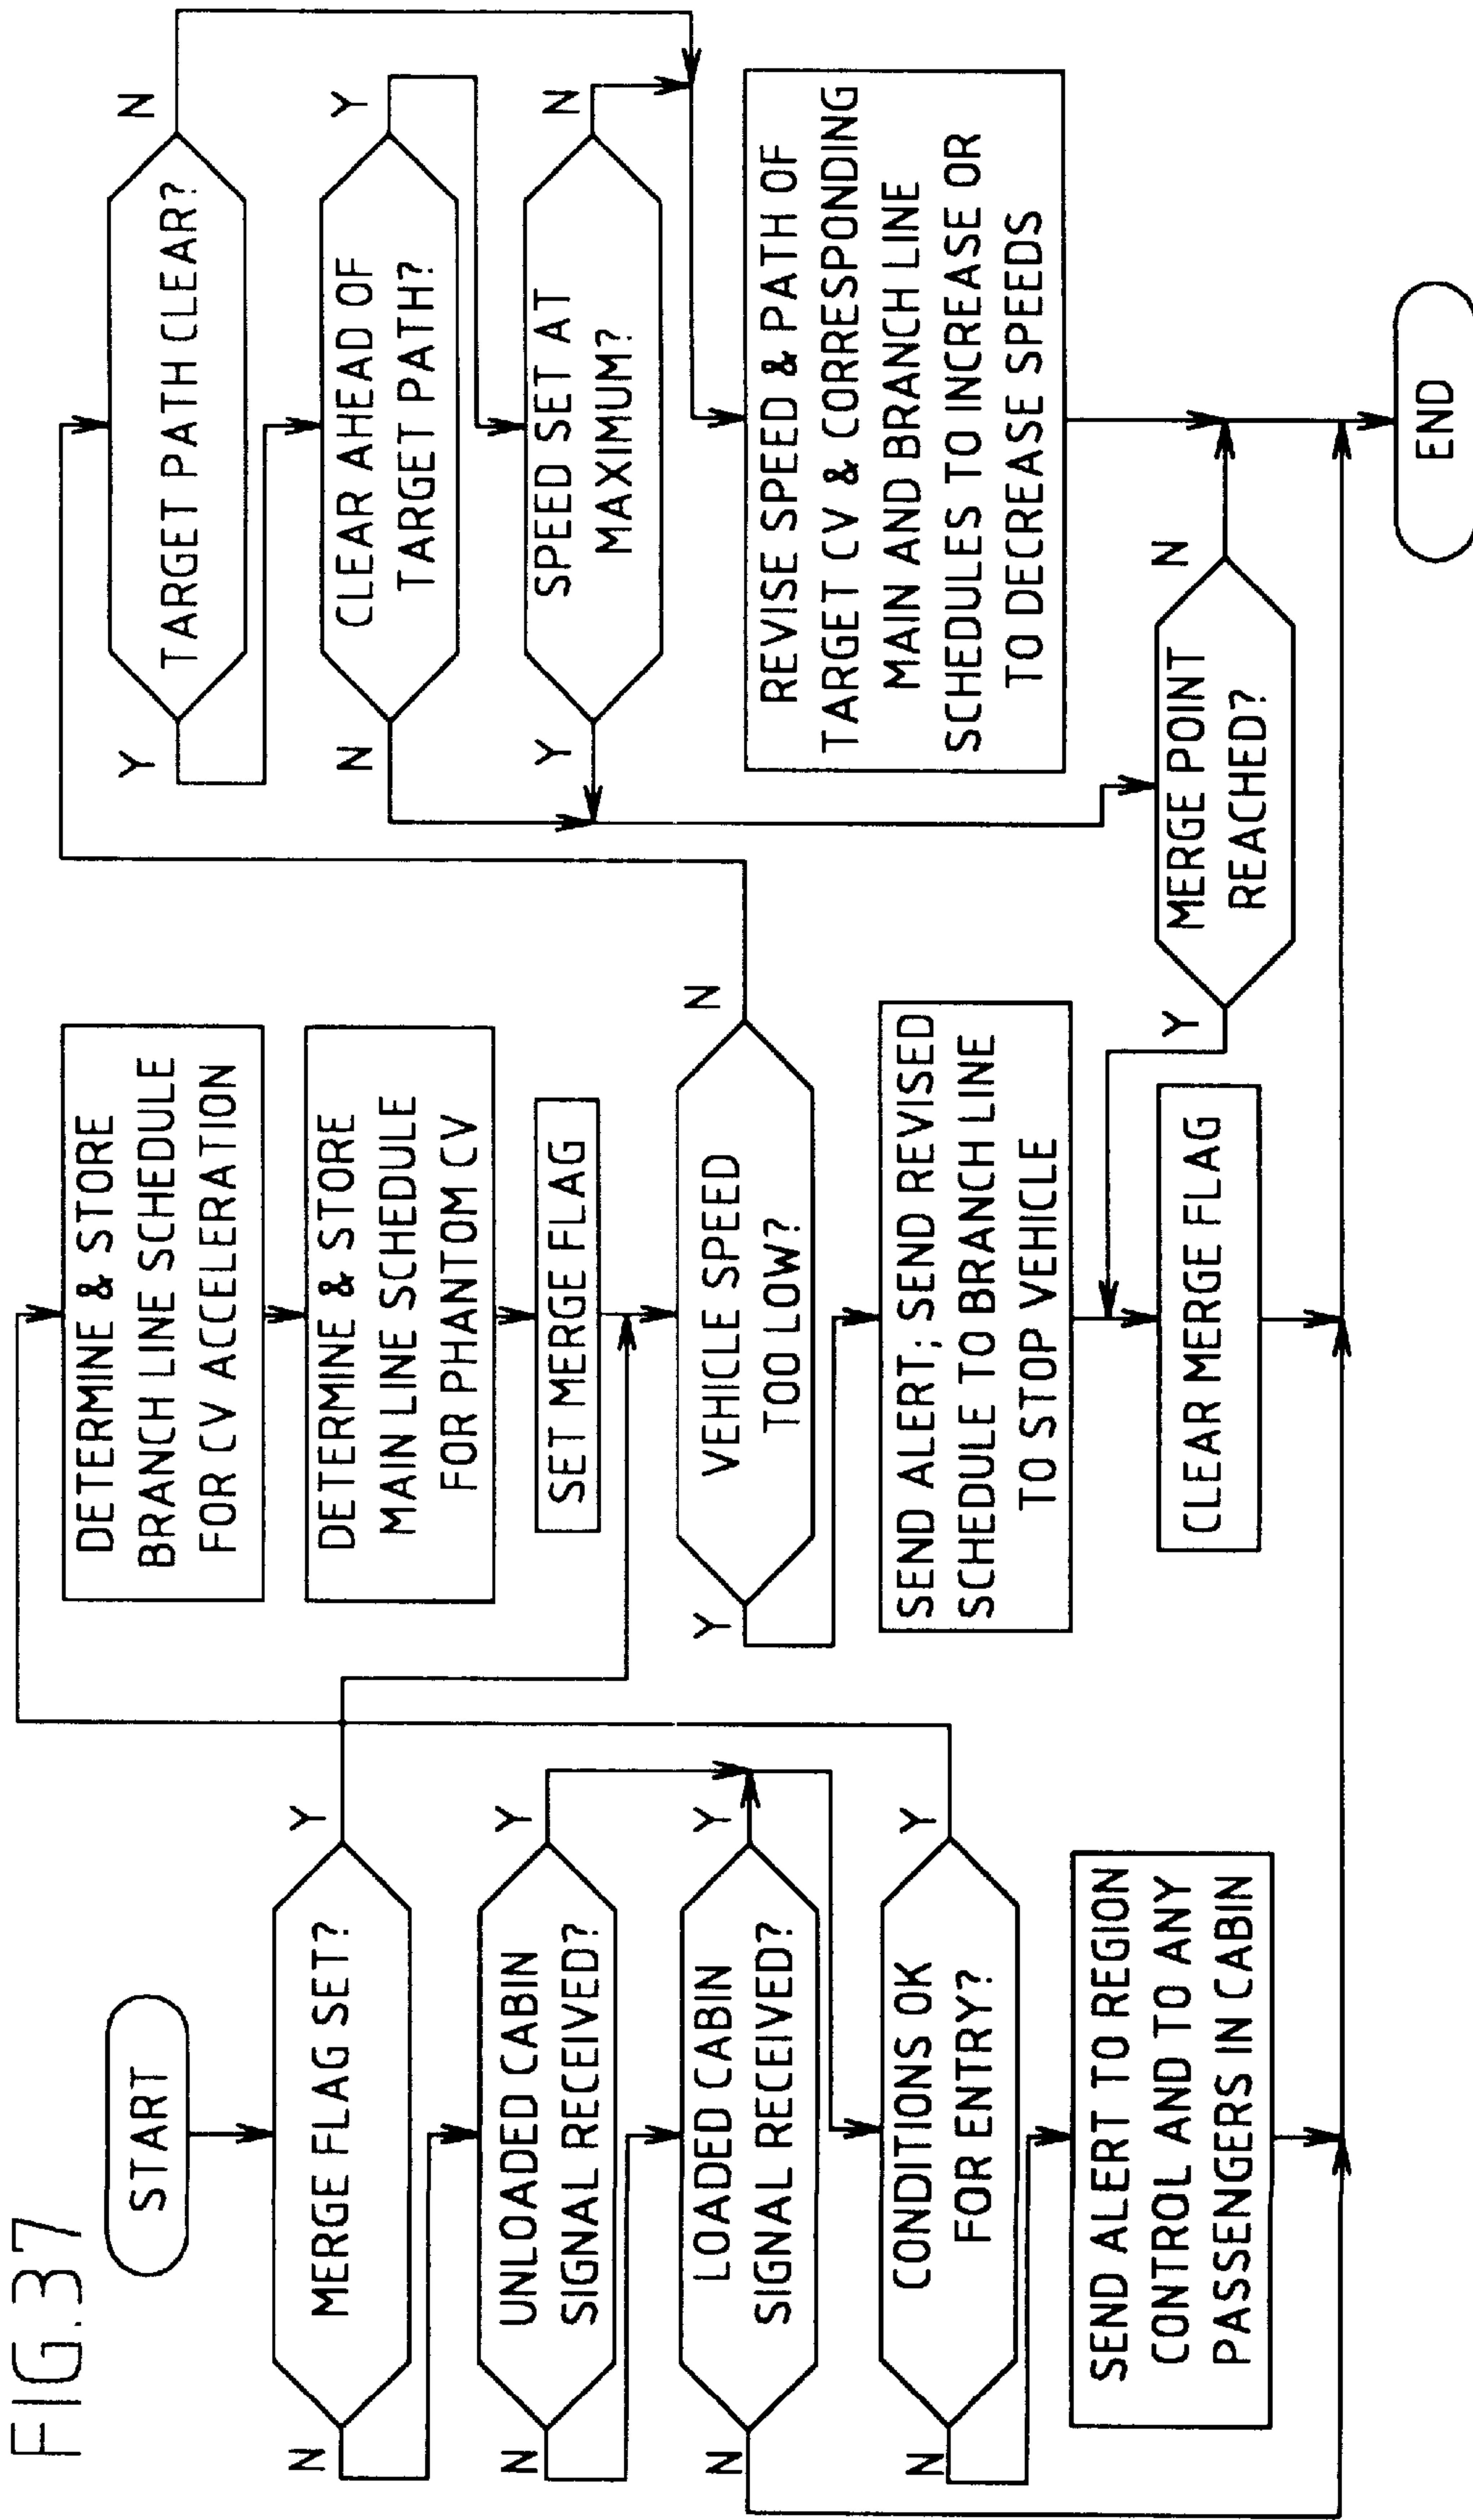 FIG.37
START
MERGE FLAG SET?
N
Y
UNLOADED CABIN
SIGNAL RECEIVED?
N
Y
LOADED CABIN
SIGNAL RECEIVED?
N
Y
CONDITIONS OK
FOR ENTRY?
N
Y
SEND ALERT TO REGION
CONTROL AND TO ANY
PASSENGERS IN CABIN
DETERMINE & STORE
BRANCH LINE SCHEDULE
FOR CV ACCELERATION
DETERMINE & STORE
MAIN LINE SCHEDULE
FOR PHANTOM CV
SET MERGE FLAG
VEHICLE SPEED
TOO LOW?
Y
N
SEND ALERT; SEND REVISED
SCHEDULE TO BRANCH LINE
TO STOP VEHICLE
CLEAR MERGE FLAG
TARGET PATH CLEAR?
Y
N
CLEAR AHEAD OF
TARGET PATH?
N
Y
SPEED SET AT
MAXIMUM?
Y
N
REVISE SPEED & PATH OF
TARGET CV & CORRESPONDING
MAIN AND BRANCH LINE
SCHEDULES TO INCREASE OR
TO DECREASE SPEEDS
MERGE POINT
REACHED?
Y
N
END